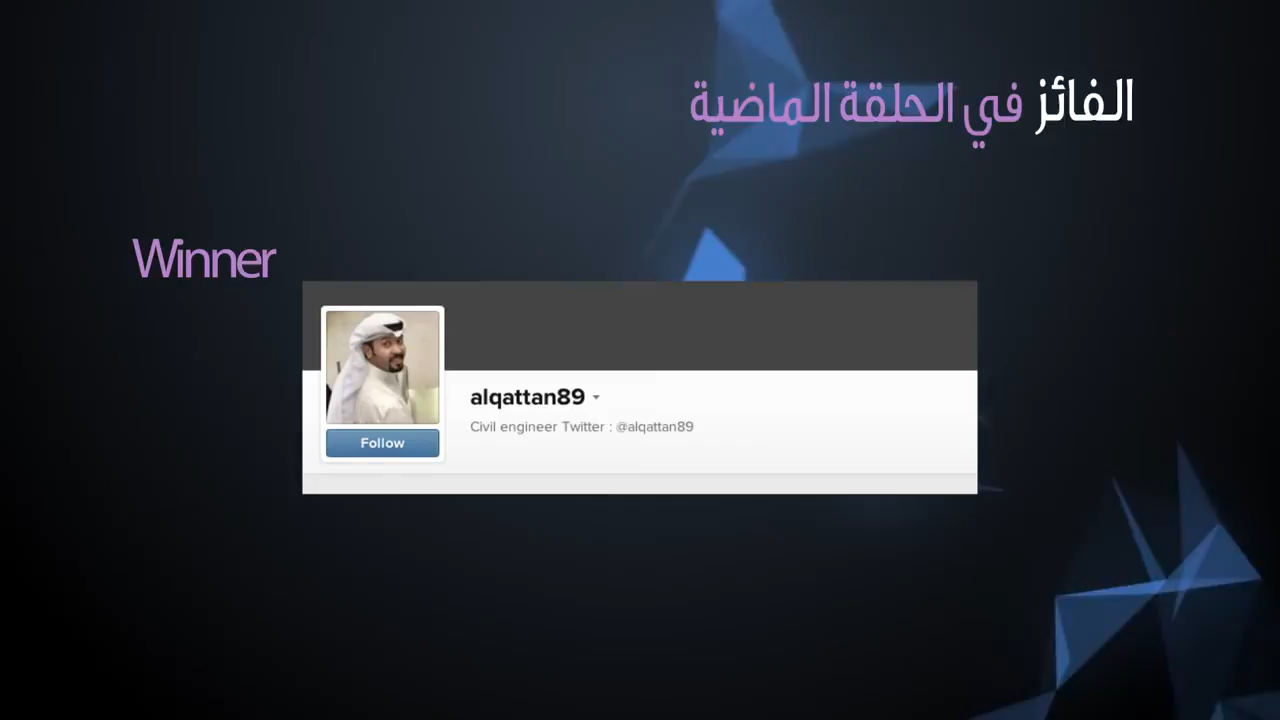 الفائز في الحلقة الماضية
Winner
alqattan89
Civil engineer Twitter : @alqattan89
Follow